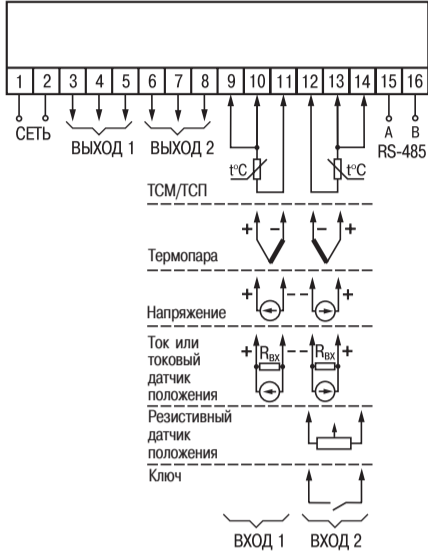 1 2 3 4 5 6 7 8 9 10 11 12 13 14 15 16
СЕТЬ ВЫХОД 1 ВЫХОД 2 A B
RS-485
t°C t°C
ТСМ/ТСП
+ – – +
Термопара
+ – – +
Напряжение
Ток или
токовый
датчик
положения
+ Rвх – – Rвх +
Резистивный
датчик
положения
Ключ
ВХОД 1 ВХОД 2